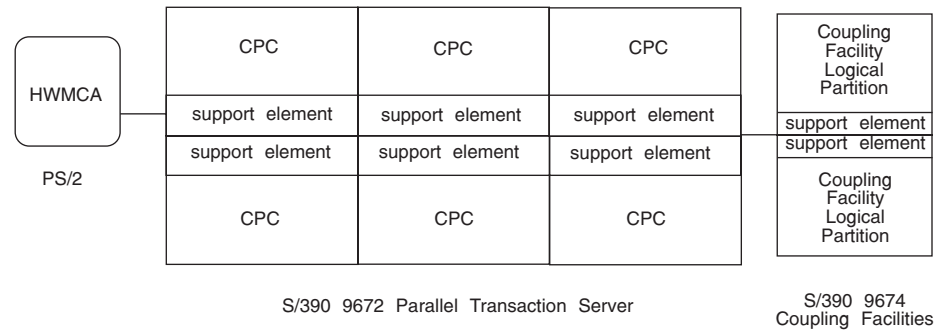 HWMCA
PS/2
CPC CPC CPC
support element support element support element
support element support element support element
CPC CPC CPC
S/390 9672 Parallel Transaction Server
Coupling
Facility
Logical
Partition
support element
support element
Coupling
Facility
Logical
Partition
S/390 9674
Coupling Facilities